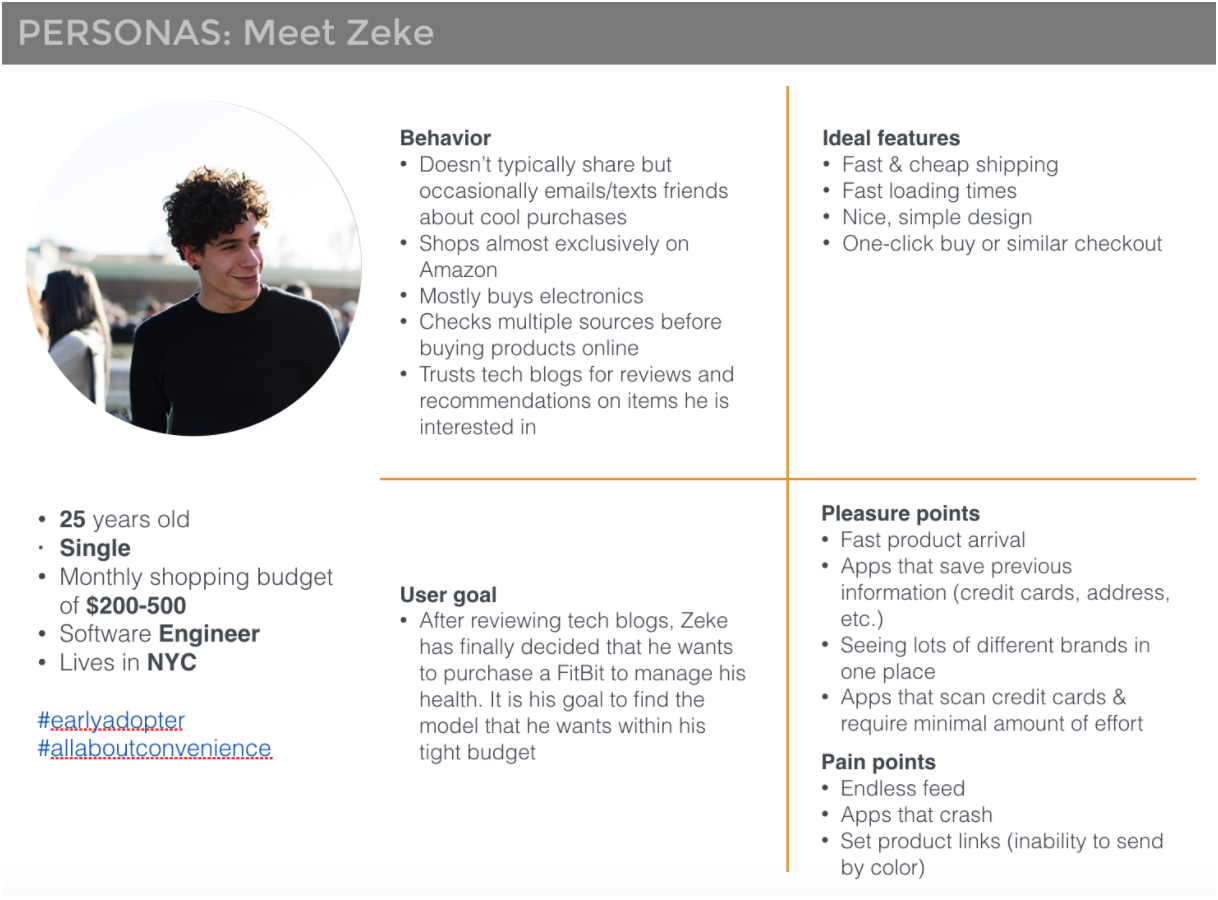 PERSONAS: Meet Zeke
• 25 years old
• Single
• Monthly shopping budget
of $200-500
• Software Engineer
• Lives in NYC
#earlyadopter
#allaboutconvenience
Behavior
• Doesn't typically share but
occasionally emails/texts friends
about cool purchases
• Shops almost exclusively on
Amazon
• Mostly buys electronics
• Checks multiple sources before
buying products online
• Trusts tech blogs for reviews and
recommendations on items he is
interested in
Ideal features
• Fast & cheap shipping
• Fast loading times
• Nice, simple design
• One-click buy or similar checkout
User goal
• After reviewing tech blogs, Zeke
has finally decided that he wants
to purchase a FitBit to manage his
health. It is his goal to find the
model that he wants within his
tight budget
Pleasure points
• Fast product arrival
• Apps that save previous
information (credit cards, address,
etc.)
• Seeing lots of different brands in
one place
• Apps that scan credit cards &
require minimal amount of effort
Pain points
• Endless feed
• Apps that crash
• Set product links (inability to send
by color)